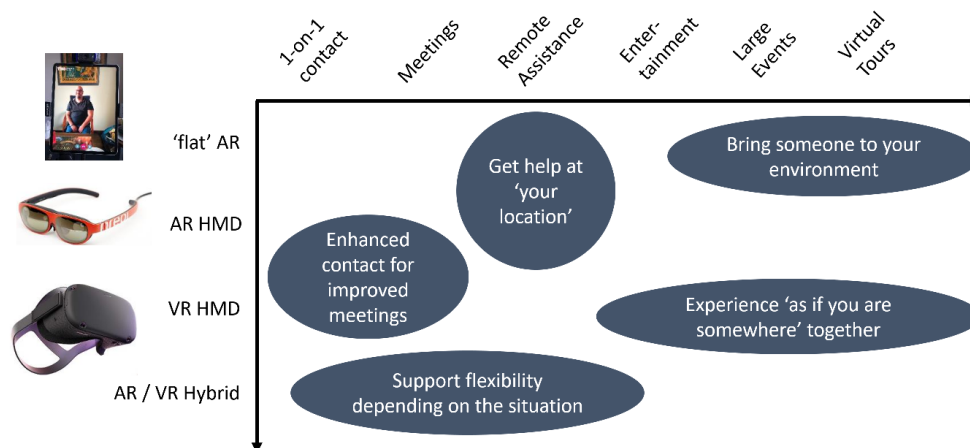 1-on-1
contact
Meetings
Remote
Assistance
Enter-
tainment
Large
Events
Virtual
Tours
'flat' AR
AR HMD
VR HMD
AR / VR Hybrid
Get help at
'your
location'
Bring someone to your
environment
Enhanced
contact for
improved
meetings
Experience 'as if you are
somewhere' together
Support flexibility
depending on the situation